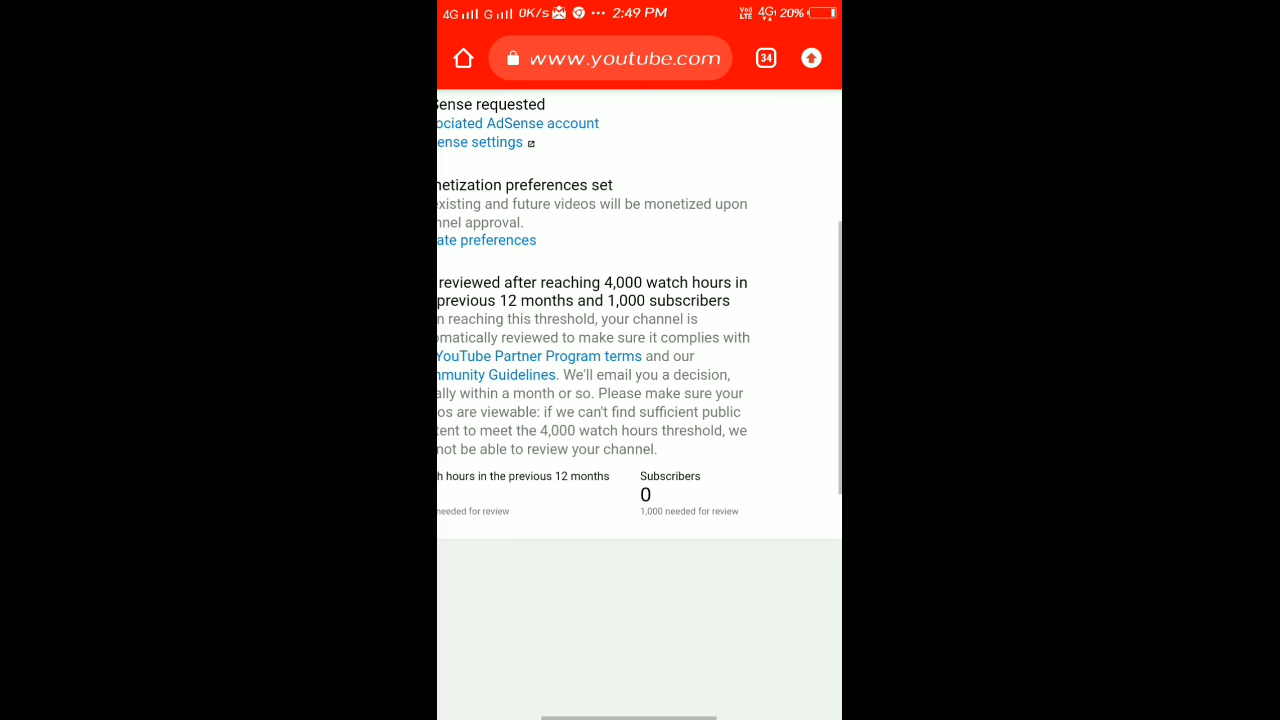 4G G 0K/s ... 2:49 PM VoLTE 4G 20%
www.youtube.com 34
Sense requested
ociated AdSense account
ense settings
netization preferences set
existing and future videos will be monetized upon
nnel approval.
ate preferences
reviewed after reaching 4,000 watch hours in
previous 12 months and 1,000 subscribers
n reaching this threshold, your channel is
omatically reviewed to make sure it complies with
YouTube Partner Program terms and our
mmunity Guidelines. We'll email you a decision,
ally within a month or so. Please make sure your
os are viewable: if we can't find sufficient public
tent to meet the 4,000 watch hours threshold, we
not be able to review your channel.
h hours in the previous 12 months Subscribers
0
needed for review 1,000 needed for review